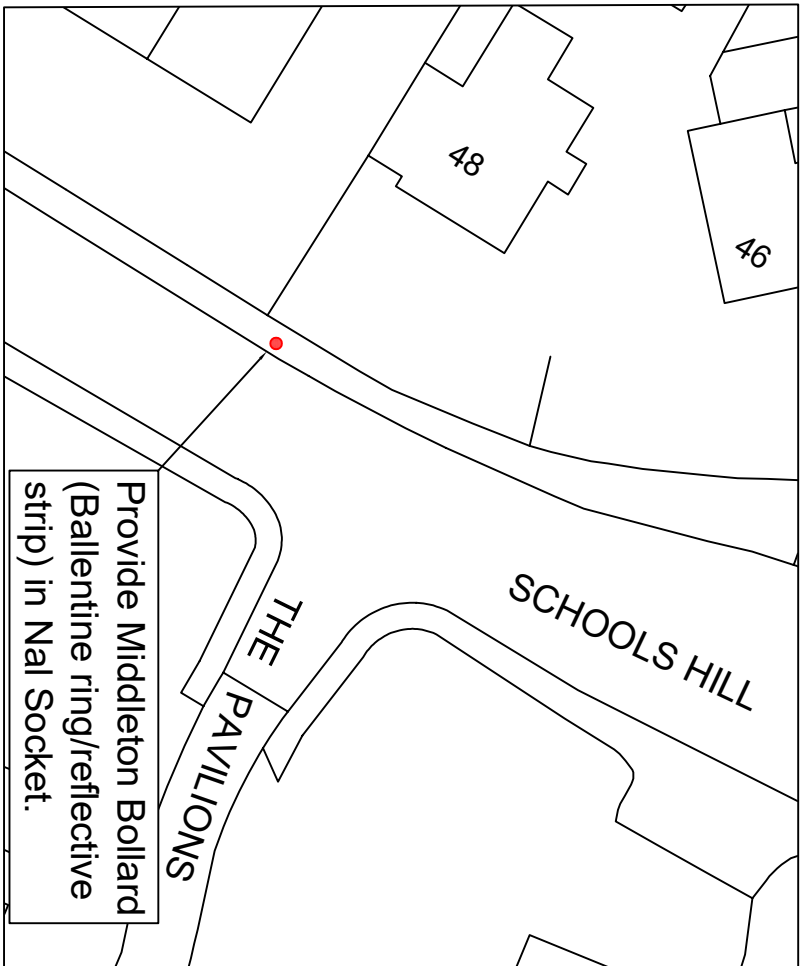 48
46
SCHOOLS HILL
THE PAVILIONS
Provide Middleton Bollard
(Ballentine ring/reflective
strip) in Nal Socket.